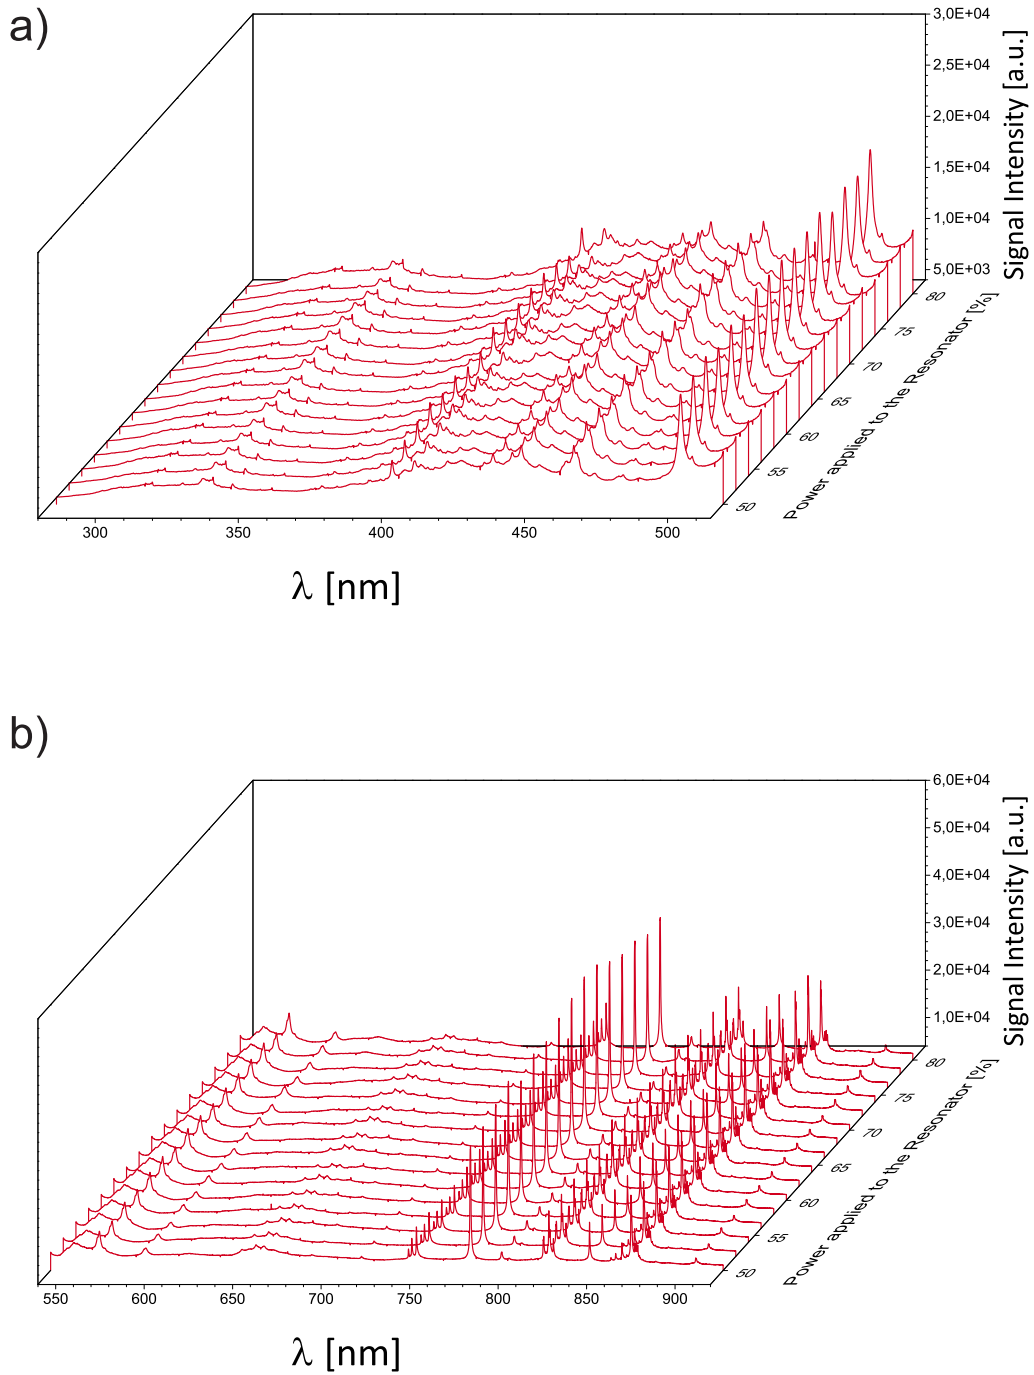 a)
3,0E+04
2,5E+04
2,0E+04
1,5E+04
1,0E+04
5,0E+03
Signal Intensity [a.u.]
80
75
70
65
60
55
50
Power applied to the Resonator [%]
300 350 400 450 500
λ [nm]
b)
6,0E+04
5,0E+04
4,0E+04
3,0E+04
2,0E+04
1,0E+04
Signal Intensity [a.u.]
80
75
70
65
60
55
50
Power applied to the Resonator [%]
550 600 650 700 750 800 850 900
λ [nm]